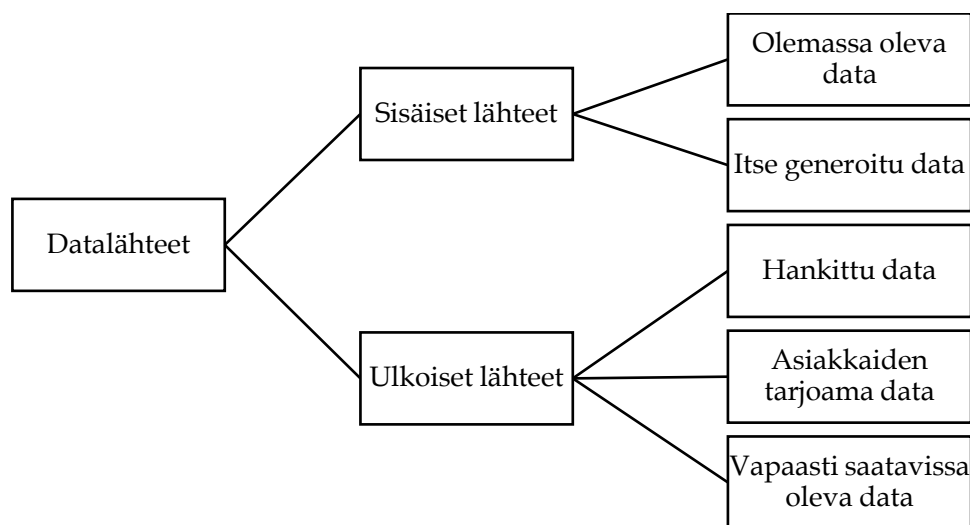 Datalähteet
Sisäiset lähteet
Olemassa oleva
data
Itse generoitu data
Ulkoiset lähteet
Hankittu data
Asiakkaiden
tarjoama data
Vapaasti saatavissa
oleva data